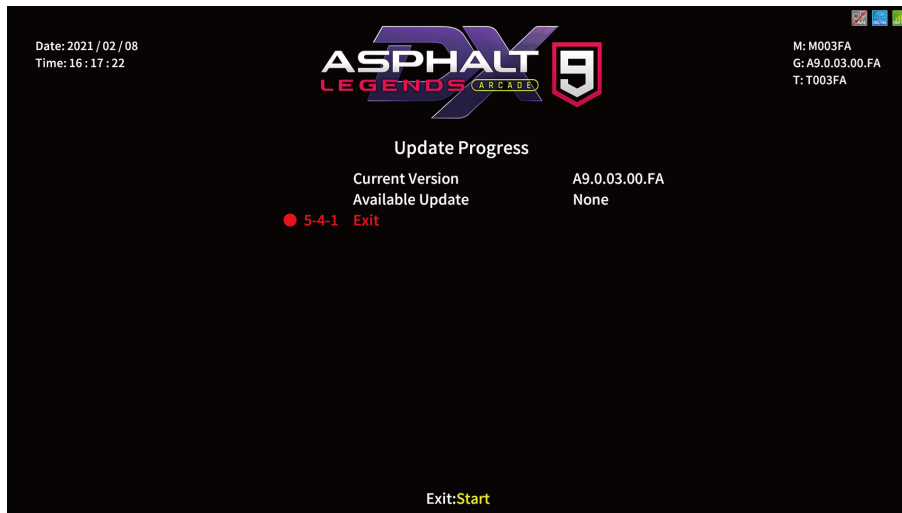 Date: 2021 / 02 / 08
Time: 16 : 17 : 22
ASPHALT 9
LEGENDS ARCADE
DX
M: M003FA
G: A9.0.03.00.FA
T: T003FA
Update Progress
Current Version A9.0.03.00.FA
Available Update None
5-4-1 Exit
Exit:Start